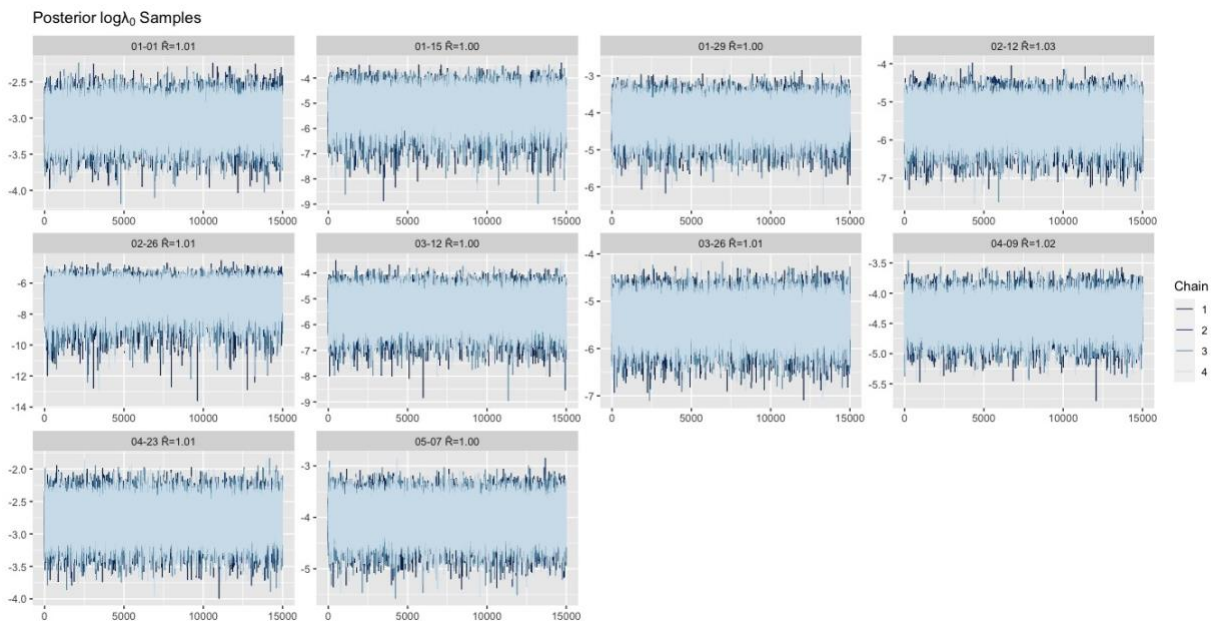 Posterior logλ₀ Samples
01-01 R̂=1.01
01-15 R̂=1.00
01-29 R̂=1.00
02-12 R̂=1.03
-2.5
-3.0
-3.5
-4.0
0 5000 10000 15000
-4
-5
-6
-7
-8
-9
0 5000 10000 15000
-3
-4
-5
-6
0 5000 10000 15000
-4
-5
-6
-7
0 5000 10000 15000
02-26 R̂=1.01
03-12 R̂=1.00
03-26 R̂=1.01
04-09 R̂=1.02
-6
-8
-10
-12
-14
0 5000 10000 15000
-4
-5
-6
-7
-8
-9
0 5000 10000 15000
-4
-5
-6
-7
0 5000 10000 15000
-3.5
-4.0
-4.5
-5.0
-5.5
0 5000 10000 15000
Chain
1
2
3
4
04-23 R̂=1.01
05-07 R̂=1.00
-2.0
-2.5
-3.0
-3.5
-4.0
0 5000 10000 15000
-3
-4
-5
0 5000 10000 15000